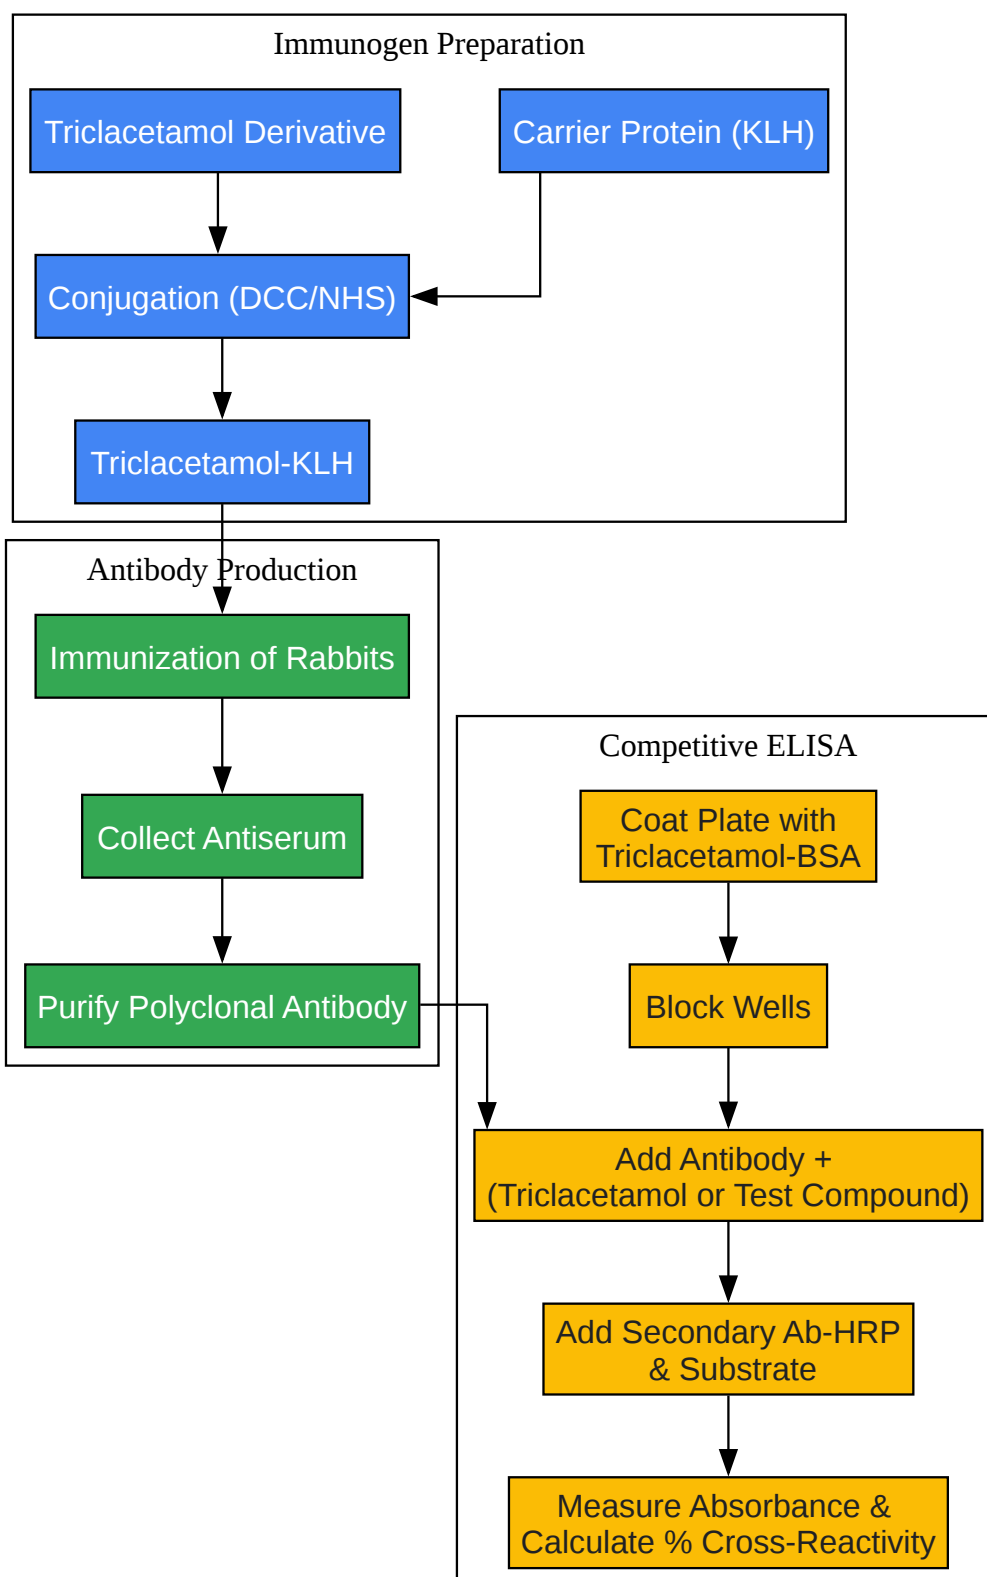 Immunogen Preparation
Triclacetamol Derivative
Carrier Protein (KLH)
Conjugation (DCC/NHS)
Triclacetamol-KLH
Antibody Production
Immunization of Rabbits
Collect Antiserum
Purify Polyclonal Antibody
Competitive ELISA
Coat Plate with
Triclacetamol-BSA
Block Wells
Add Antibody +
(Triclacetamol or Test Compound)
Add Secondary Ab-HRP
& Substrate
Measure Absorbance &
Calculate % Cross-Reactivity